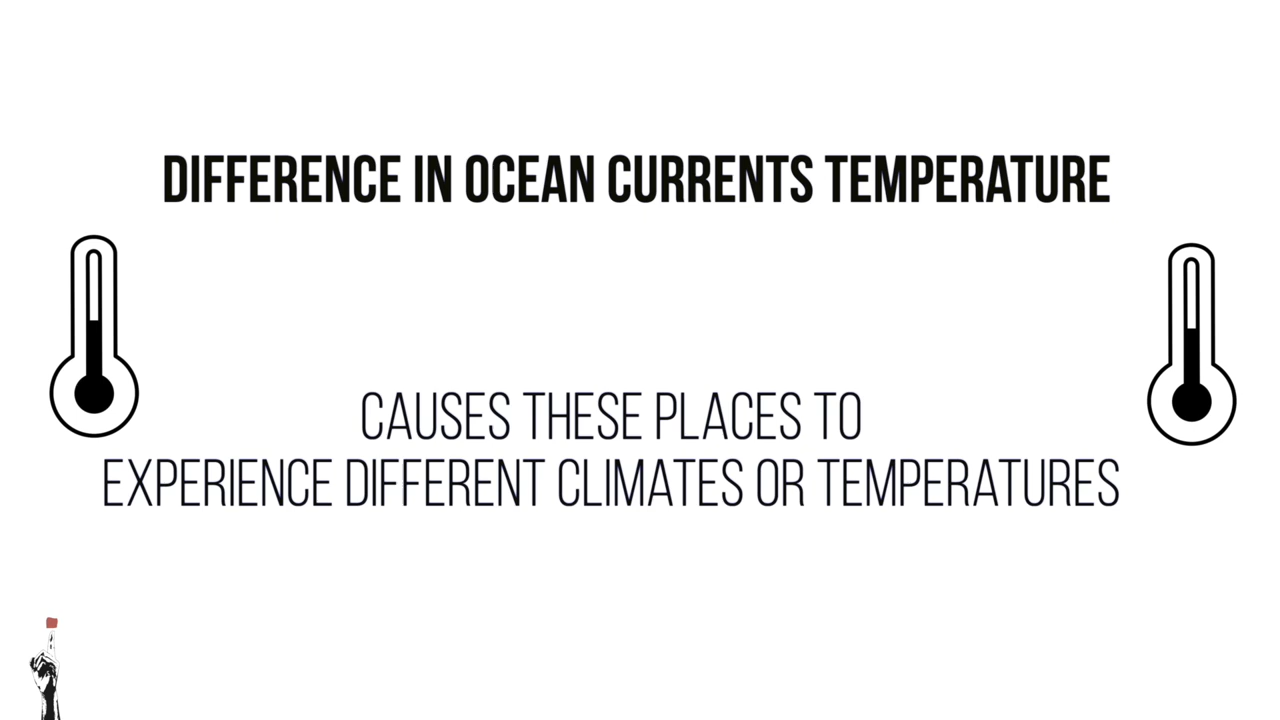 DIFFERENCE IN OCEAN CURRENTS TEMPERATURE
CAUSES THESE PLACES TO
EXPERIENCE DIFFERENT CLIMATES OR TEMPERATURES